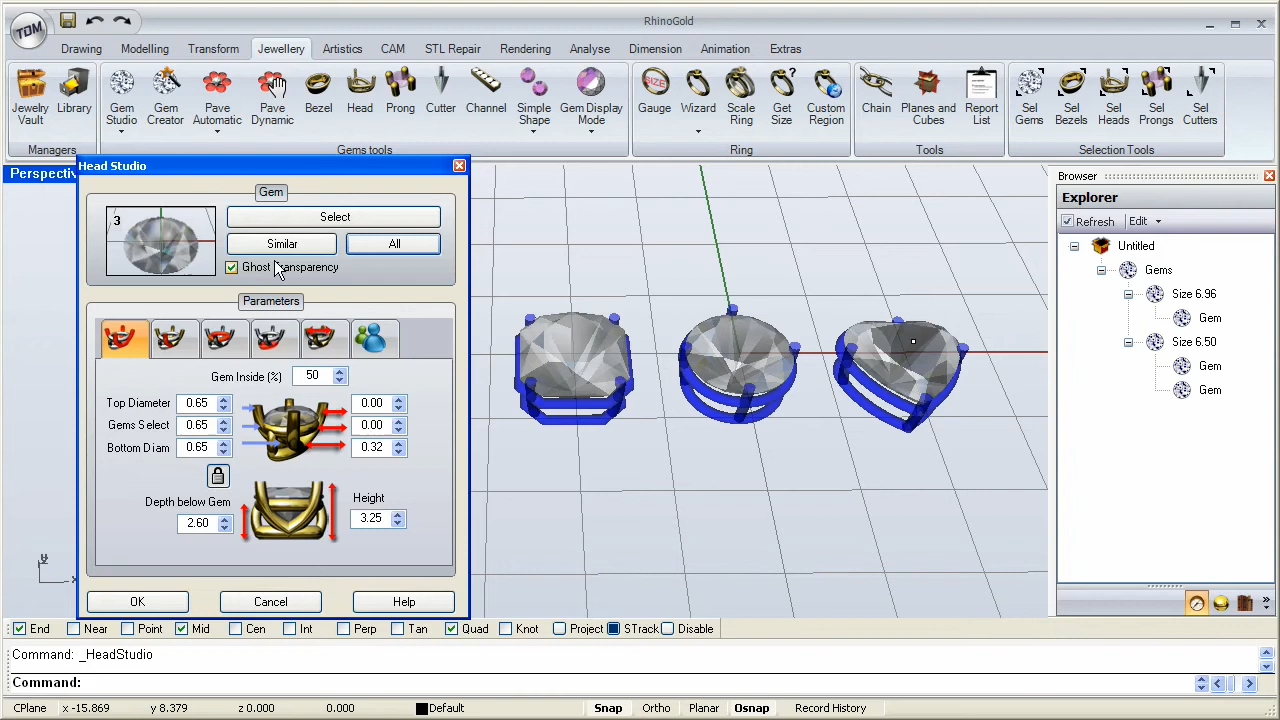 TDM
RhinoGold
Drawing Modelling Transform Jewellery Artistics CAM STL Repair Rendering Analyse Dimension Animation Extras
Jewelry Vault
Library
Gem Studio
Gem Creator
Pave Automatic
Pave Dynamic
Bezel
Head
Prong
Cutter
Channel
Simple Shape
Gem Display Mode
SIZE
Gauge
Wizard
Scale Ring
Get Size
Custom Region
Chain
Planes and Cubes
Report List
Sel Gems
Sel Bezels
Sel Heads
Sel Prongs
Sel Cutters
Managers Gems tools Ring Tools Selection Tools
Perspectiv
Head Studio
Gem
3
Select
Similar All
Ghost Transparency
Parameters
Gem Inside (%) 50
Top Diameter 0.65 0.00
Gems Select 0.65 0.00
Bottom Diam 0.65 0.32
Depth below Gem 2.60
Height 3.25
OK Cancel Help
Browser
Explorer
Refresh Edit
Untitled
Gems
Size 6.96
Gem
Size 6.50
Gem
Gem
y
x
End Near Point Mid Cen Int Perp Tan Quad Knot Project STrack Disable
Command: _HeadStudio
Command:
CPlane x -15.869 y 8.379 z 0.000 0.000 Default Snap Ortho Planar Osnap Record History